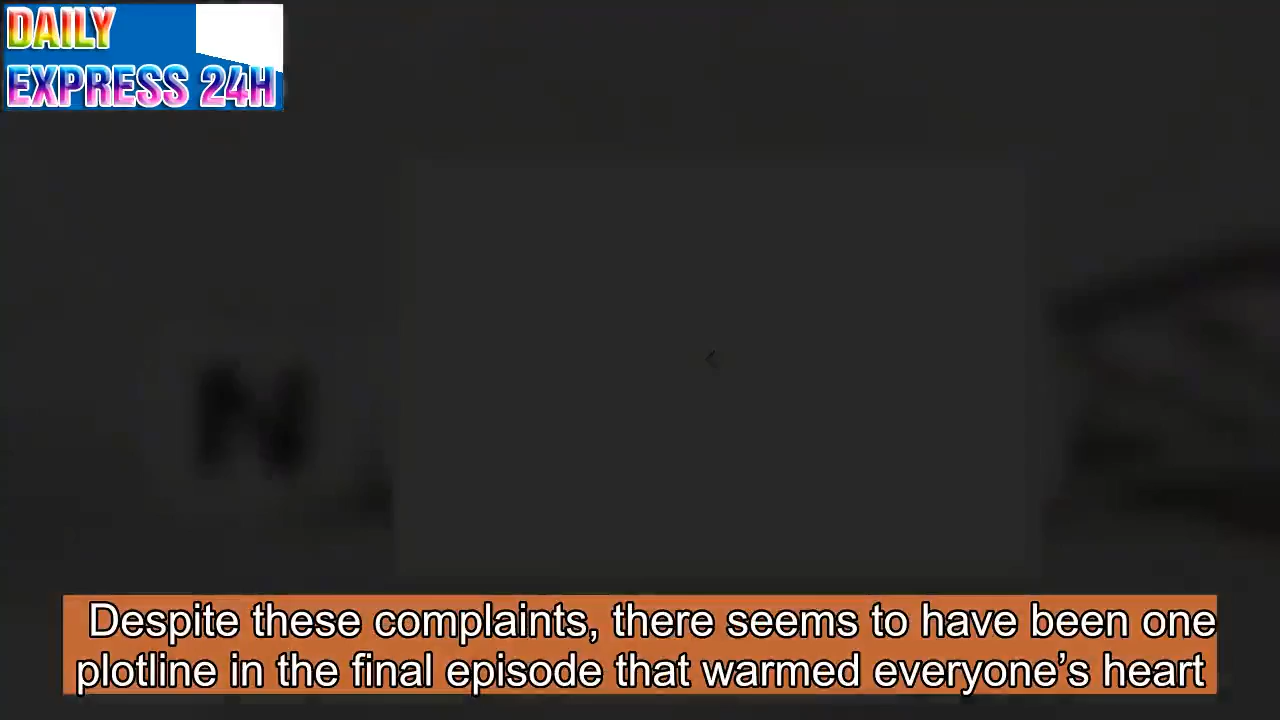 DAILY
EXPRESS 24H
N
Despite these complaints, there seems to have been one
plotline in the final episode that warmed everyone’s heart